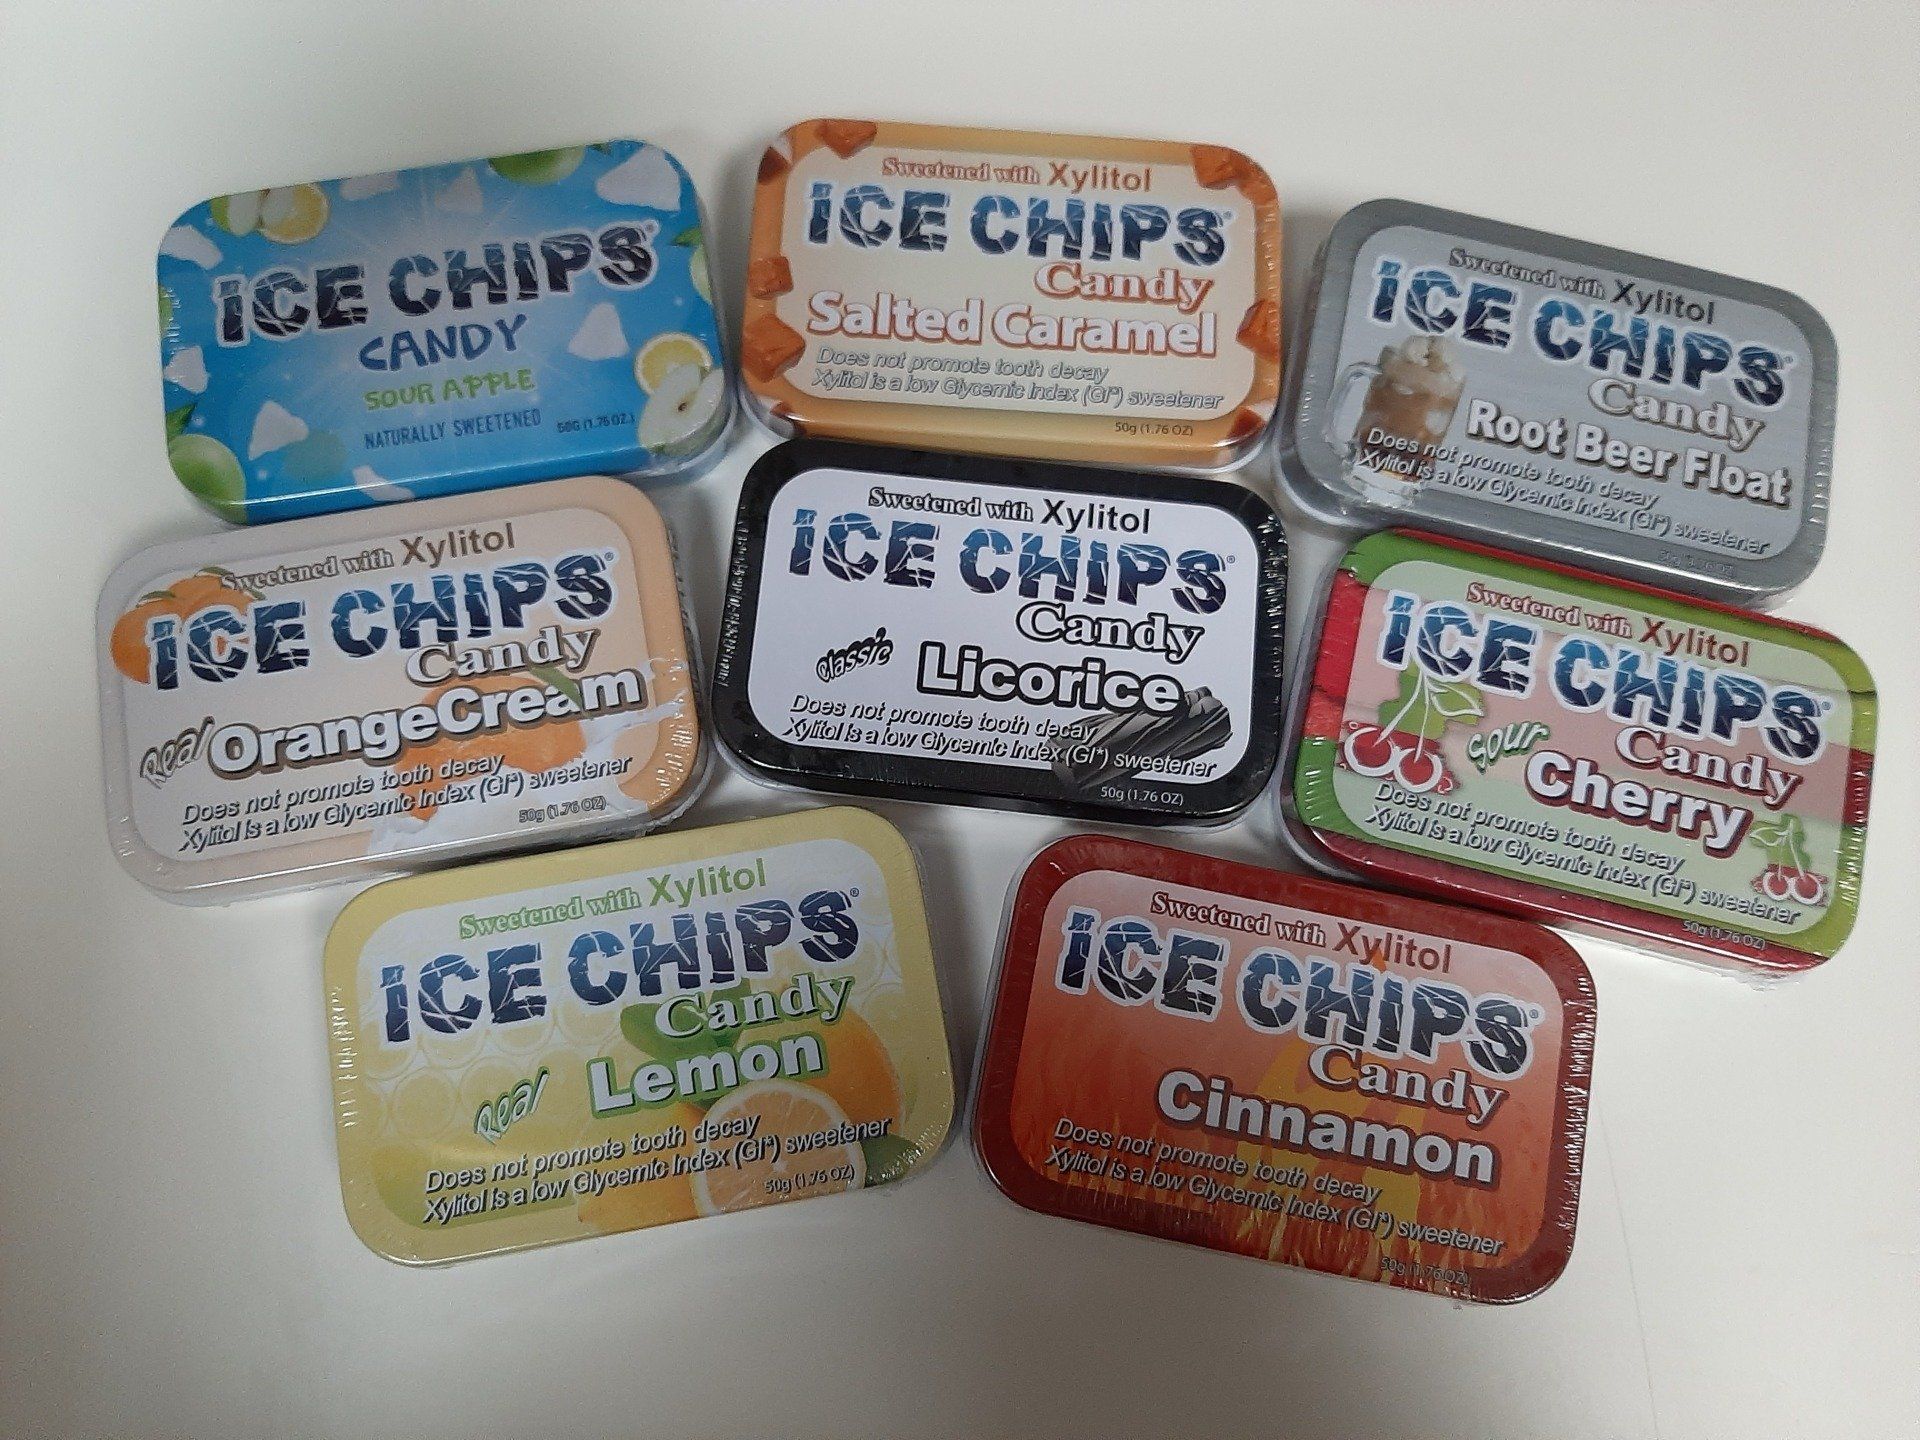 ICE CHIPS®
CANDY
SOUR APPLE
NATURALLY SWEETENED 50G (1.76 OZ.)
Sweetened with Xylitol
ICE CHIPS®
Candy
Salted Caramel
Does not promote tooth decay
Xylitol is a low Glycemic Index (GI*) sweetener
50g (1.76 OZ)
Sweetened with Xylitol
ICE CHIPS®
Candy
Root Beer Float
Does not promote tooth decay
Xylitol is a low Glycemic Index (GI*) sweetener
50g (1.76 OZ)
Sweetened with Xylitol
ICE CHIPS®
Candy
Real OrangeCream
Does not promote tooth decay
Xylitol is a low Glycemic Index (GI*) sweetener
50g (1.76 OZ)
Sweetened with Xylitol
ICE CHIPS®
Candy
classic Licorice
Does not promote tooth decay
Xylitol is a low Glycemic Index (GI*) sweetener
50g (1.76 OZ)
Sweetened with Xylitol
ICE CHIPS®
Candy
sour Cherry
Does not promote tooth decay
Xylitol is a low Glycemic Index (GI*) sweetener
50g (1.76 OZ)
Sweetened with Xylitol
ICE CHIPS®
Candy
Real Lemon
Does not promote tooth decay
Xylitol is a low Glycemic Index (GI*) sweetener
50g (1.76 OZ)
Sweetened with Xylitol
ICE CHIPS®
Candy
Cinnamon
Does not promote tooth decay
Xylitol is a low Glycemic Index (GI*) sweetener
50g (1.76 OZ)